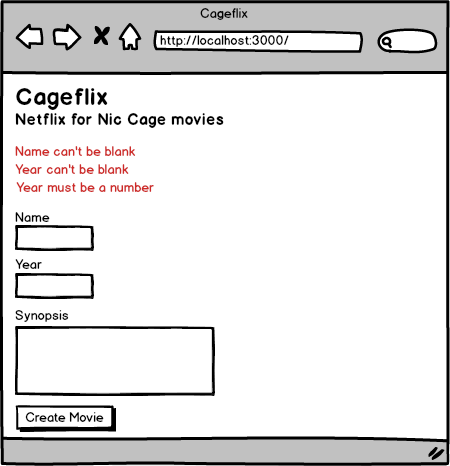 Cageflix
http://localhost:3000/
Cageflix
Netflix for Nic Cage movies
Name can't be blank
Year can't be blank
Year must be a number
Name
Year
Synopsis
Create Movie